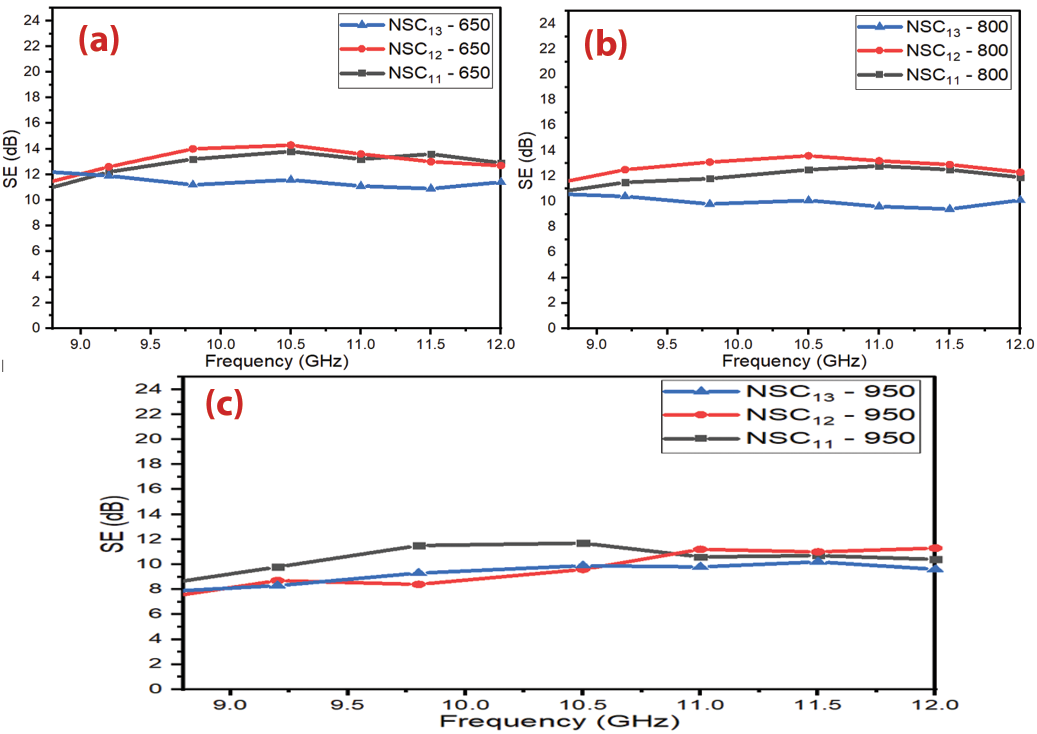 (a)
NSC₁₃ - 650
NSC₁₂ - 650
NSC₁₁ - 650
24
22
20
18
16
14
12
10
8
6
4
2
0
SE (dB)
9.0 9.5 10.0 10.5 11.0 11.5 12.0
Frequency (GHz)
(b)
NSC₁₃ - 800
NSC₁₂ - 800
NSC₁₁ - 800
24
22
20
18
16
14
12
10
8
6
4
2
0
SE (dB)
9.0 9.5 10.0 10.5 11.0 11.5 12.0
Frequency (GHz)
(c)
NSC₁₃ - 950
NSC₁₂ - 950
NSC₁₁ - 950
24
22
20
18
16
14
12
10
8
6
4
2
0
SE (dB)
9.0 9.5 10.0 10.5 11.0 11.5 12.0
Frequency (GHz)